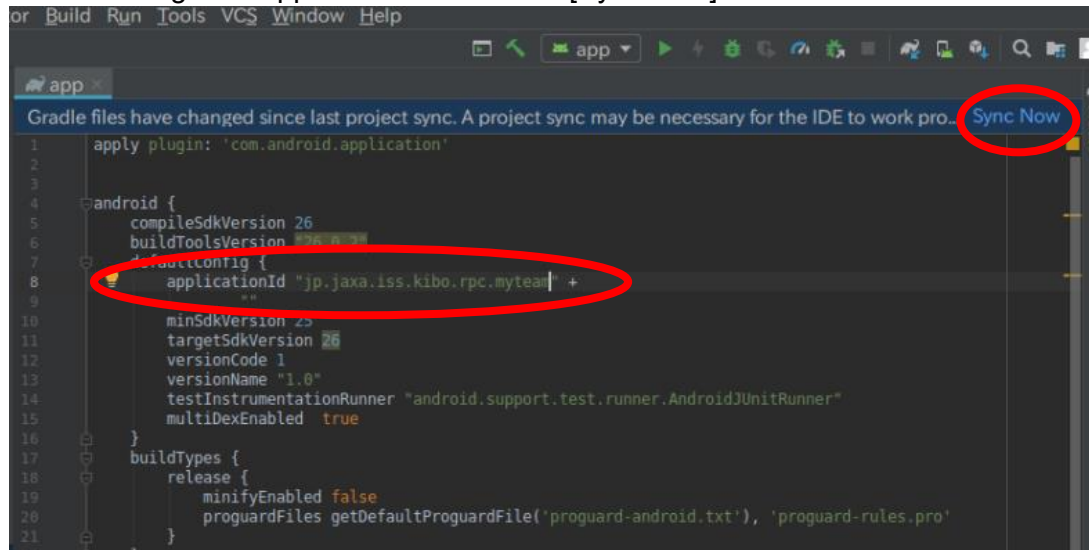 or Build Run Tools VCS Window Help
app
app
Gradle files have changed since last project sync. A project sync may be necessary for the IDE to work pro... Sync Now
1 apply plugin: 'com.android.application'
2
3
4 android {
5 compileSdkVersion 26
6 buildToolsVersion "26.0.2"
7 defaultConfig {
8 applicationId "jp.jaxa.iss.kibo.rpc.myteam" +
9 ""
10 minSdkVersion 25
11 targetSdkVersion 26
12 versionCode 1
13 versionName "1.0"
14 testInstrumentationRunner "android.support.test.runner.AndroidJUnitRunner"
15 multiDexEnabled true
16 }
17 buildTypes {
18 release {
19 minifyEnabled false
20 proguardFiles getDefaultProguardFile('proguard-android.txt'), 'proguard-rules.pro'
21 }